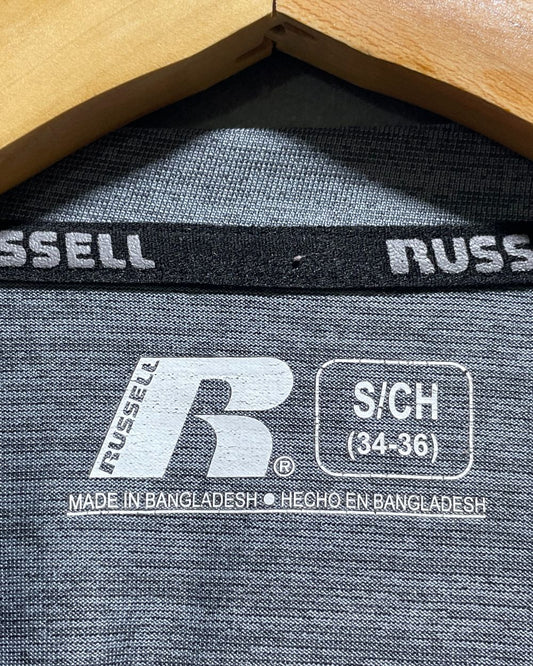 SSELL RUSS
RUSSELL
R®
S/CH
(34-36)
MADE IN BANGLADESH • HECHO EN BANGLADESH